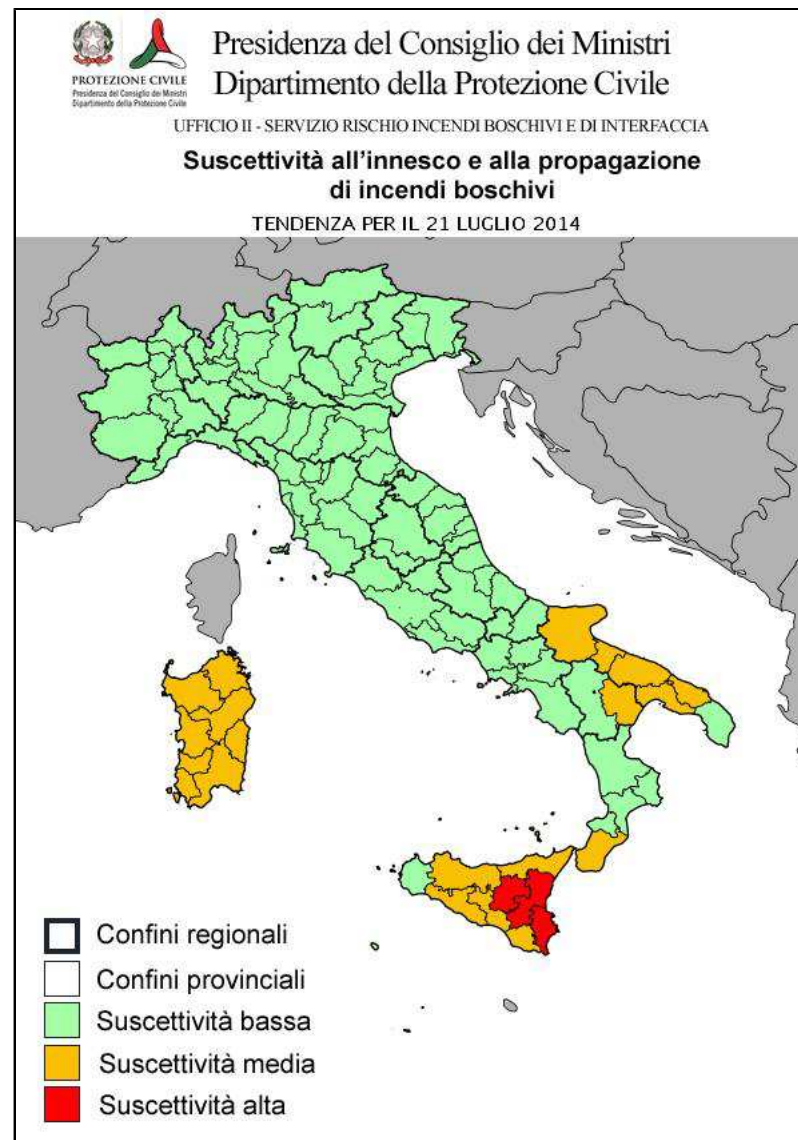 PROTEZIONE CIVILE
Presidenza del Consiglio dei Ministri
Dipartimento della Protezione Civile
Presidenza del Consiglio dei Ministri
Dipartimento della Protezione Civile
UFFICIO II - SERVIZIO RISCHIO INCENDI BOSCHIVI E DI INTERFACCIA
Suscettività all'innesco e alla propagazione
di incendi boschivi
TENDENZA PER IL 21 LUGLIO 2014
Confini regionali
Confini provinciali
Suscettività bassa
Suscettività media
Suscettività alta